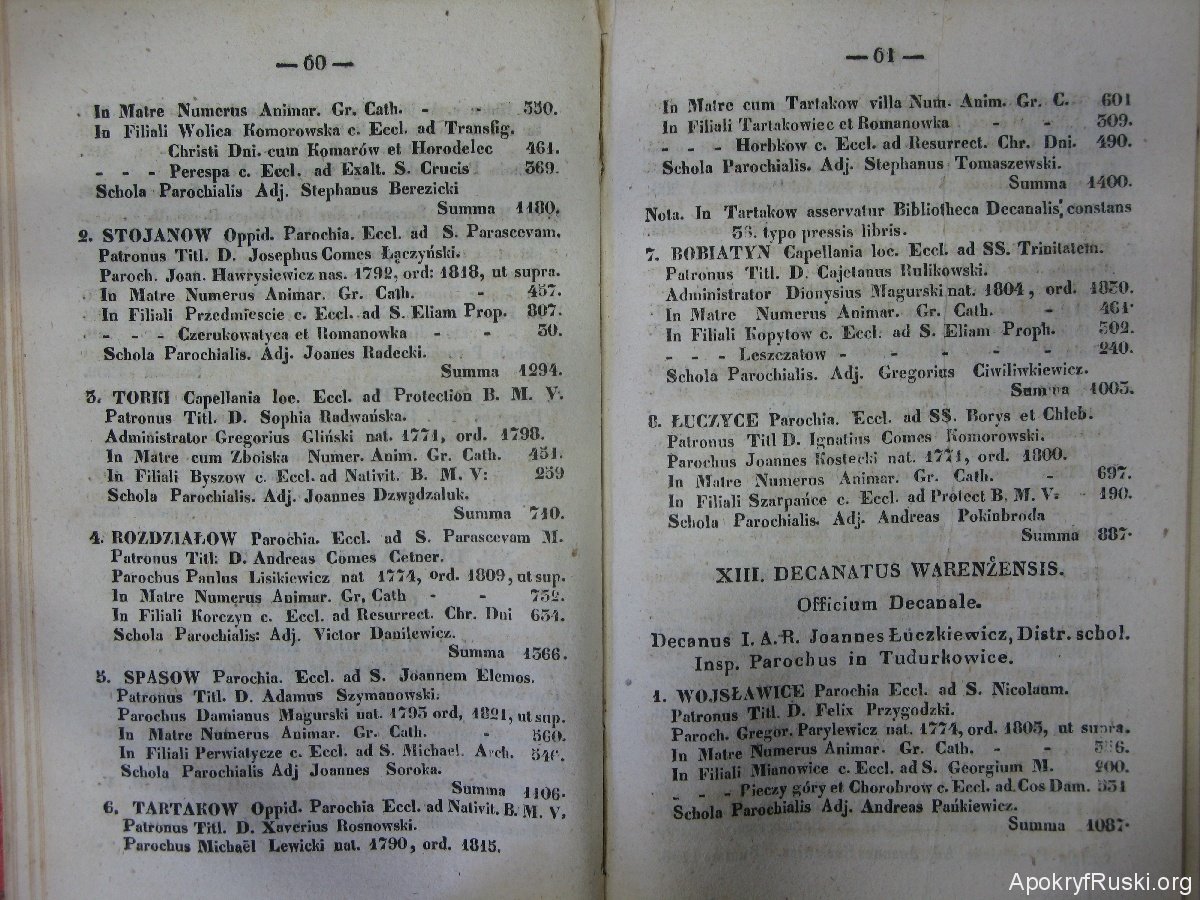 — 60 —
In Matre Numerus Animar. Gr. Cath. - - 350.
In Filiali Wolica Komorowska c. Eccl. ad Transfig.
Christi Dni. cum Komarów et Horodelec 461.
- - - Perespa c. Eccl. ad Exalt. S. Crucis 369.
Schola Parochialis Adj. Stephanus Berezicki
Summa 1180.
2. STOJANOW Oppid. Parochia. Eccl. ad S. Parascevam.
Patronus Titl. D. Josephus Comes Łączyński.
Paroch. Joan. Hawrysiewicz nas. 1792, ord: 1818, ut supra.
In Matre Numerus Animar. Gr. Cath. - 457.
In Filiali Przedmieście c. Eccl. ad S. Eliam Prop. 807.
- - - Czerukowatyca et Romanowka - - 30.
Schola Parochialis. Adj. Joanes Radecki.
Summa 1294.
3. TORKI Capellania loc. Eccl. ad Protection B. M. V.
Patronus Titl. D. Sophia Radwańska.
Administrator Gregorius Gliński nat. 1771, ord. 1798.
In Matre cum Zboiska Numer. Anim. Gr. Cath. 451.
In Filiali Byszow c. Eccl. ad Nativit. B. M. V: 259
Schola Parochialis. Adj. Joannes Dzwądzaluk.
Summa 710.
4. ROZDZIAŁOW Parochia. Eccl. ad S. Parascevam M.
Patronus Titl: D. Andreas Comes Cetner.
Parochus Paulus Lisikiewicz nat 1774, ord. 1809, ut sup.
In Matre Numerus Animar. Gr. Cath - - 732.
In Filiali Korczyn c. Eccl. ad Resurrect. Chr. Dni 634.
Schola Parochialis: Adj. Victor Danilewicz.
Summa 1366.
5. SPASOW Parochia. Eccl. ad S. Joannem Elemos.
Patronus Titl. D. Adamus Szymanowski.
Parochus Damianus Magurski nat. 1795 ord, 1821, ut sup.
In Matre Numerus Animar. Gr. Cath. - 560.
In Filiali Perwiatycze c. Eccl. ad S. Michael. Arch. 546.
Schola Parochialis Adj Joannes Soroka.
Summa 1106.
6. TARTAKOW Oppid. Parochia Eccl. ad Nativit. B. M. V.
Patronus Titl. D. Xaverius Rosnowski.
Parochus Michaël Lewicki nat. 1790, ord. 1815.
— 61 —
In Matre cum Tartakow villa Num. Anim. Gr. C. 601
In Filiali Tartakowiec et Romanowka - - 309.
- - - Horbkow c. Eccl. ad Resurrect. Chr. Dni. 490.
Schola Parochialis. Adj. Stephanus Tomaszewski.
Summa 1400.
Nota. In Tartakow asservatur Bibliotheca Decanalis, constans
typo pressis libris.
7. BOBIATYN Capellania loc. Eccl. ad SS. Trinitatem.
Patronus Titl. D. Cajetanus Rulikowski.
Administrator Dionysius Magurski nat. 1804, ord. 1830.
In Matre Numerus Animar. Gr. Cath. - 461.
In Filiali Kopytow c. Eccl. ad S. Eliam Proph. 302.
- - - Leszczatow - - - - - 240.
Schola Parochialis. Adj. Gregorius Ciwiliwkiewicz.
Summa 1003.
8. ŁUCZYCE Parochia. Eccl. ad SS. Borys et Chleb.
Patronus Titl D. Ignatius Comes Komorowski.
Parochus Joannes Kostecki nat. 1771, ord. 1800.
In Matre Numerus Animar. Gr. Cath. - 697.
In Filiali Szarpańce c. Eccl. ad Protect B. M. V. - 190.
Schola Parochialis. Adj. Andreas Pokinbroda
Summa 887.
XIII. DECANATUS WARENŻENSIS.
Officium Decanale.
Decanus I. A.R. Joannes Łuczkiewicz, Distr. schol.
Insp. Parochus in Tudurkowice.
1. WOJSŁAWICE Parochia Eccl. ad S. Nicolaum.
Patronus Titl. D. Felix Przygodzki.
Paroch. Gregor. Parylewicz nat. 1774, ord. 1803, ut supra.
In Matre Numerus Animar. Gr. Cath. - -
In Filiali Mianowice c. Eccl. ad S. Georgium M. 200.
- - - Pieczy góry et Chorobrow c. Eccl. ad. Cos Dam. 331
Schola Parochialis Adj. Andreas Pańkiewicz.
Summa 1087.
ApokryfRuski.org